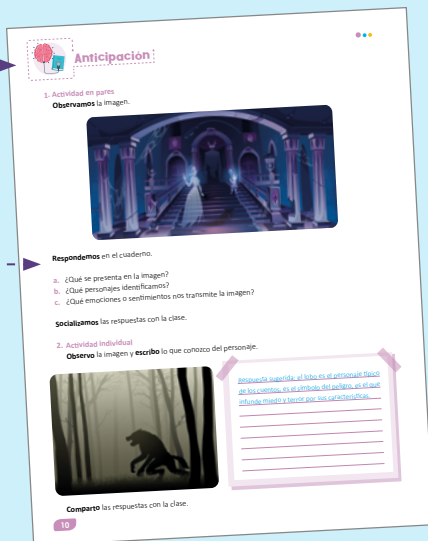 Anticipación
1. Actividad en pares
Observamos la imagen.
Respondemos en el cuaderno.
a. ¿Qué se presenta en la imagen?
b. ¿Qué personajes identificamos?
c. ¿Qué emociones o sentimientos nos transmite la imagen?
Socializamos las respuestas con la clase.
2. Actividad individual
Observo la imagen y escribo lo que conozco del personaje.
Respuesta sugerida: el lobo es el personaje típico
de los cuentos, es el símbolo del peligro, es el que
infunde miedo y terror por sus características.
Comparto las respuestas con la clase.
10